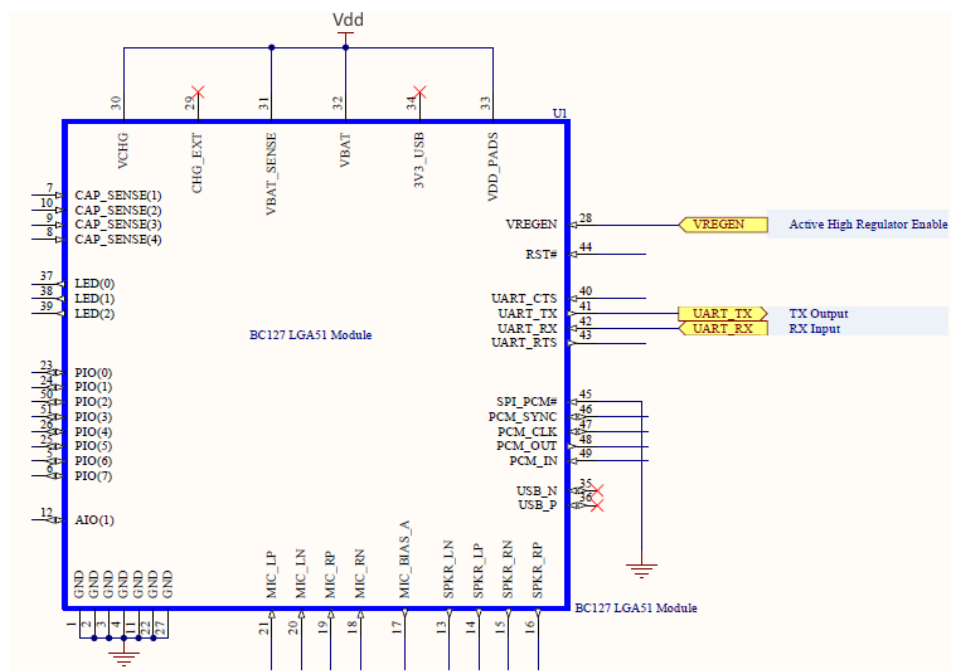 Vdd
30
29
31
32
34
33
U1
VCHG
CHG_EXT
VBAT_SENSE
VBAT
3V3_USB
VDD_PADS
7 CAP_SENSE(1)
10 CAP_SENSE(2)
9 CAP_SENSE(3)
8 CAP_SENSE(4)
VREGEN 28 VREGEN Active High Regulator Enable
RST# 44
37 LED(0)
38 LED(1)
39 LED(2)
UART_CTS 40
UART_TX 41 UART_TX TX Output
UART_RX 42 UART_RX RX Input
UART_RTS 43
BC127 LGA51 Module
23 PIO(0)
24 PIO(1)
50 PIO(2)
51 PIO(3)
26 PIO(4)
25 PIO(5)
5 PIO(6)
6 PIO(7)
SPI_PCM# 45
PCM_SYNC 46
PCM_CLK 47
PCM_OUT 48
PCM_IN 49
USB_N 35
USB_P 36
12 AIO(1)
GND
GND
GND
GND
GND
GND
GND
MIC_LP
MIC_LN
MIC_RP
MIC_RN
MIC_BIAS_A
SPKR_LN
SPKR_LP
SPKR_RN
SPKR_RP
BC127 LGA51 Module
1
2
3
4
11
22
27
21
20
19
18
17
13
14
15
16